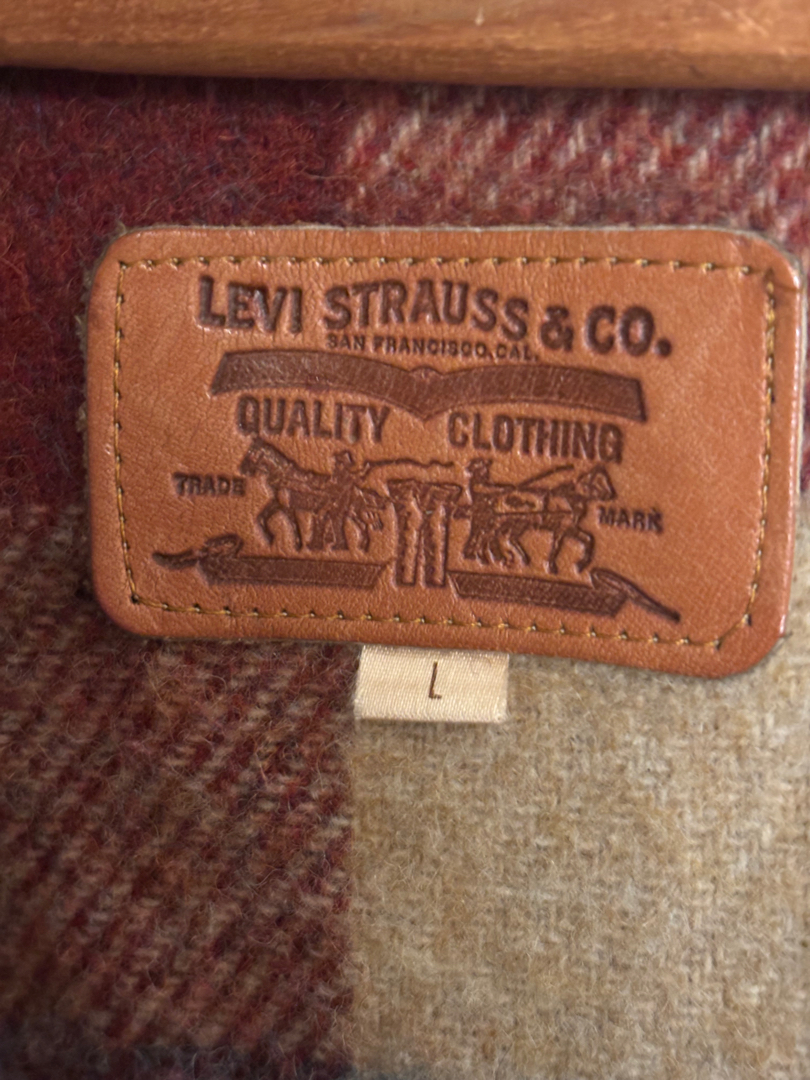 LEVI STRAUSS & CO.
SAN FRANCISCO, CAL.
QUALITY CLOTHING
TRADE MARK
L